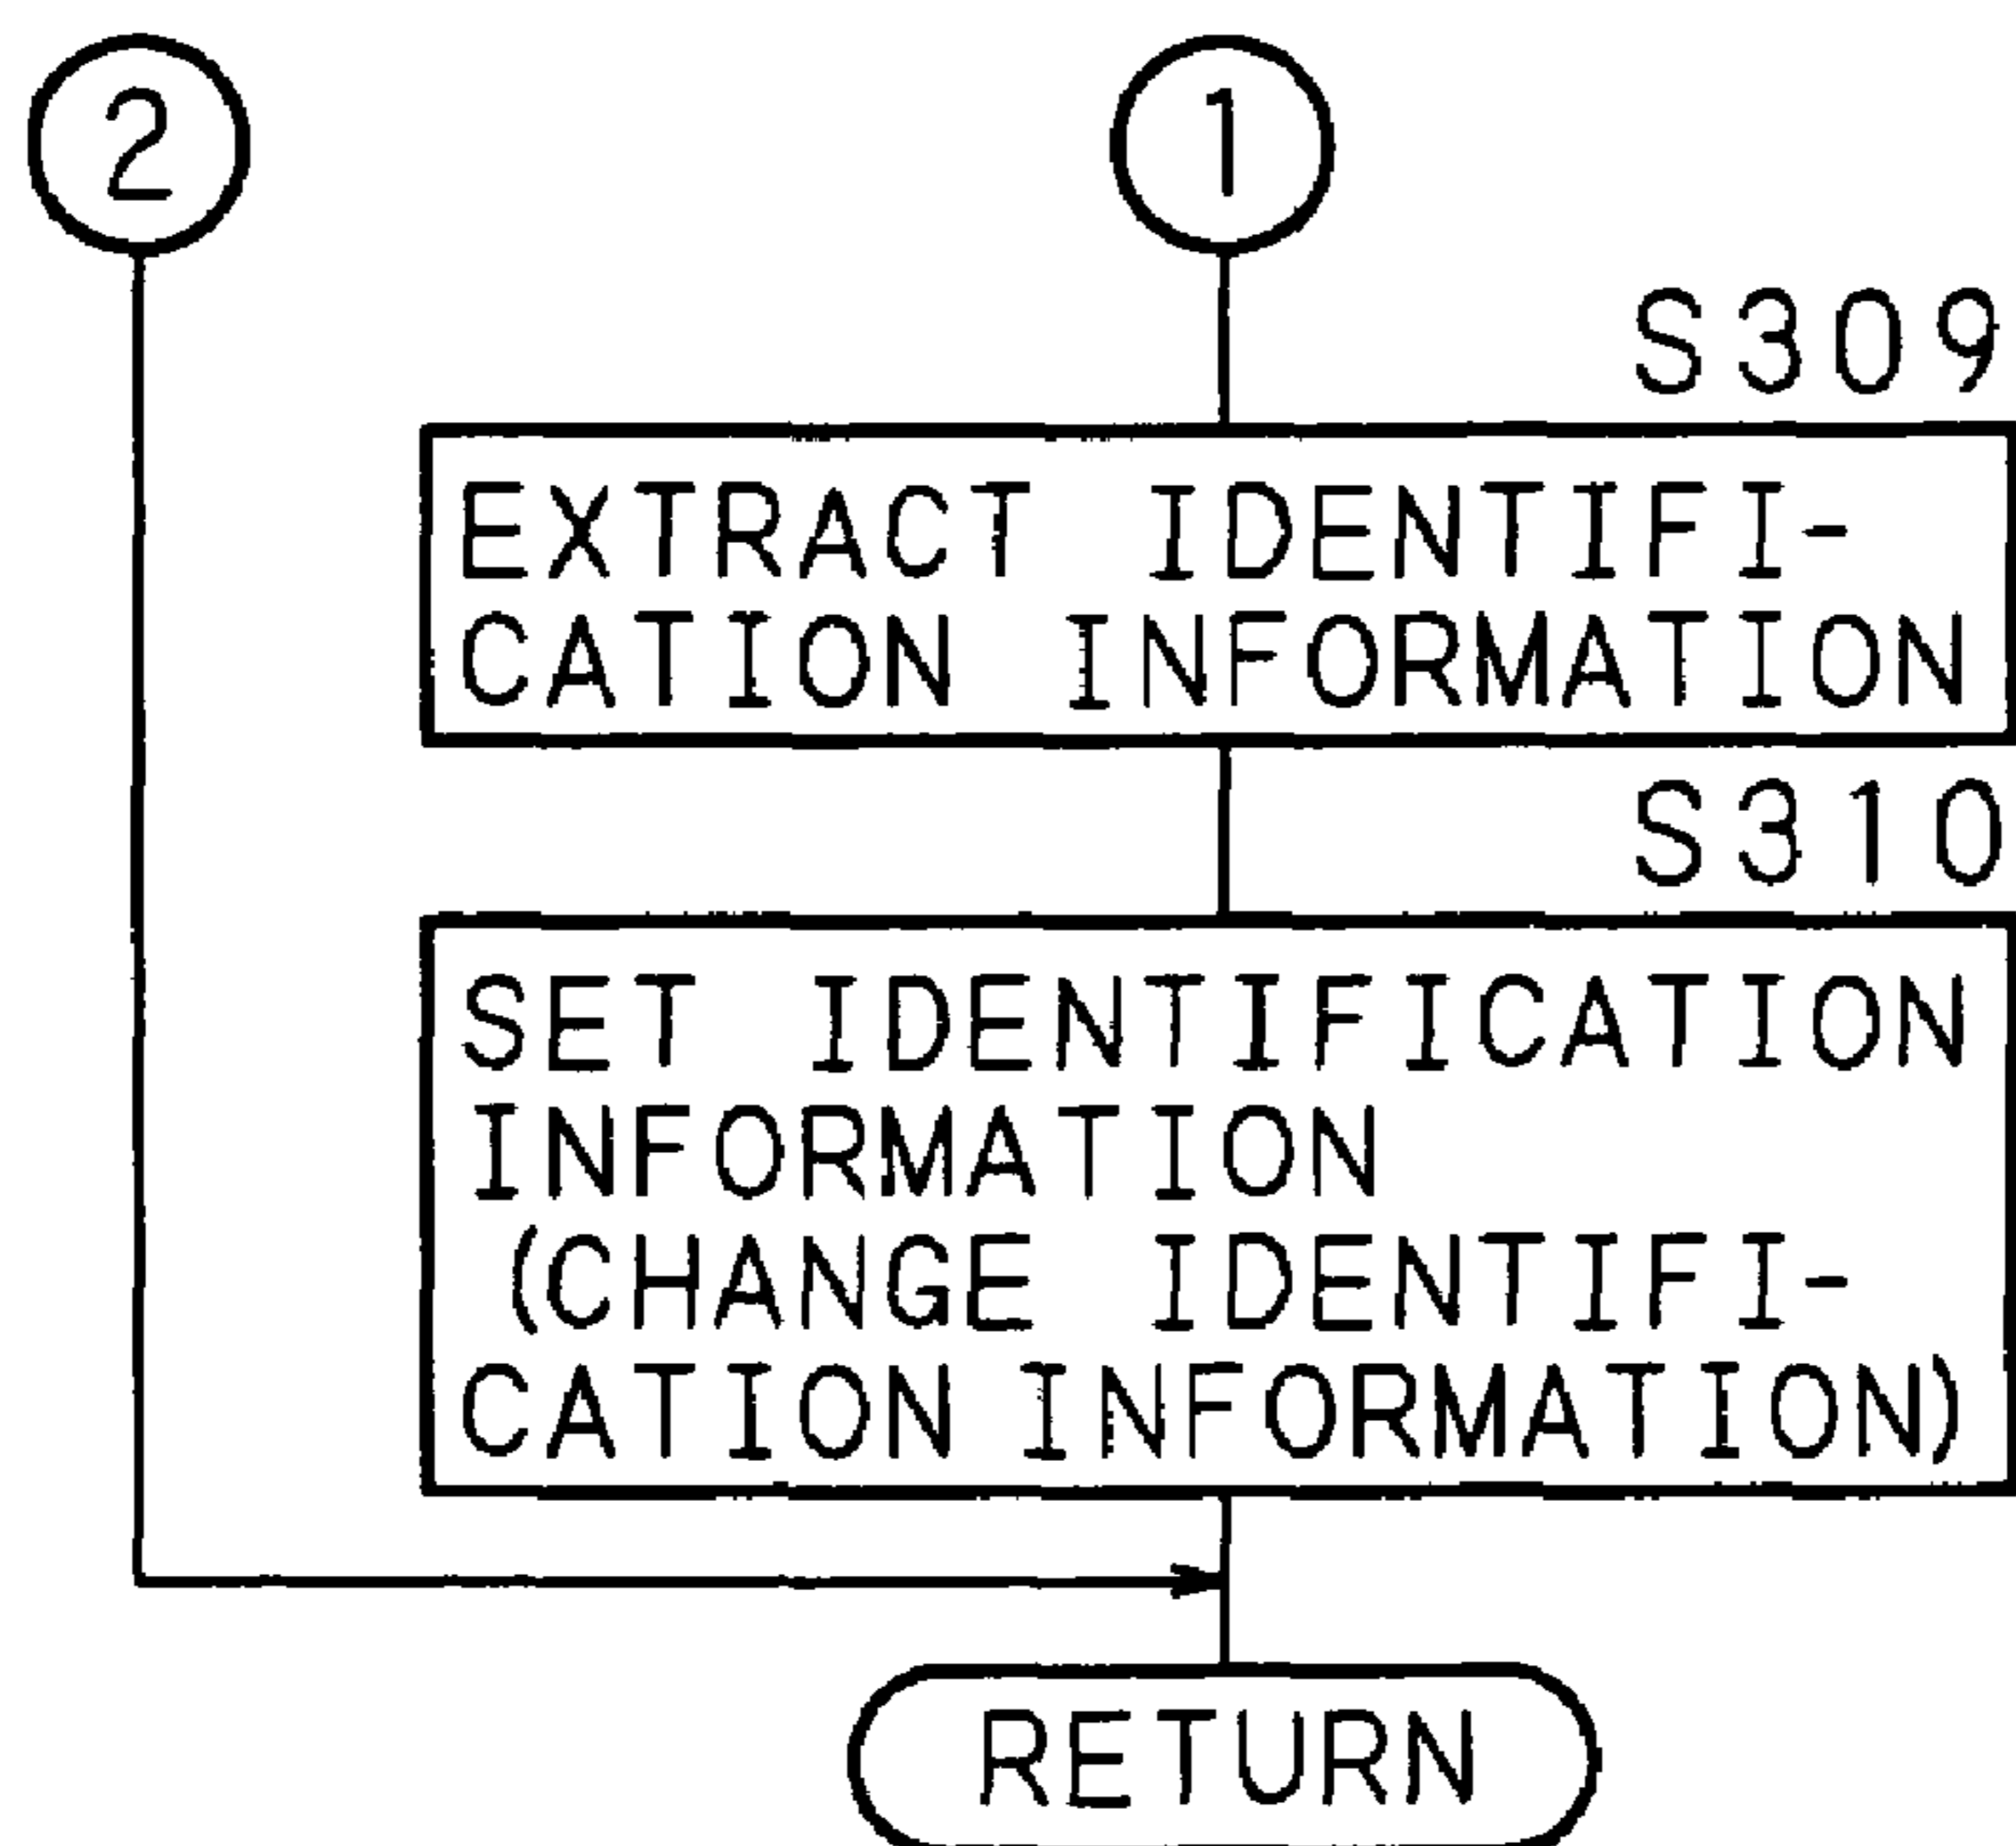 2
1
S309
EXTRACT IDENTIFI-
CATION INFORMATION
S310
SET IDENTIFICATION
INFORMATION
(CHANGE IDENTIFI-
CATION INFORMATION)
RETURN